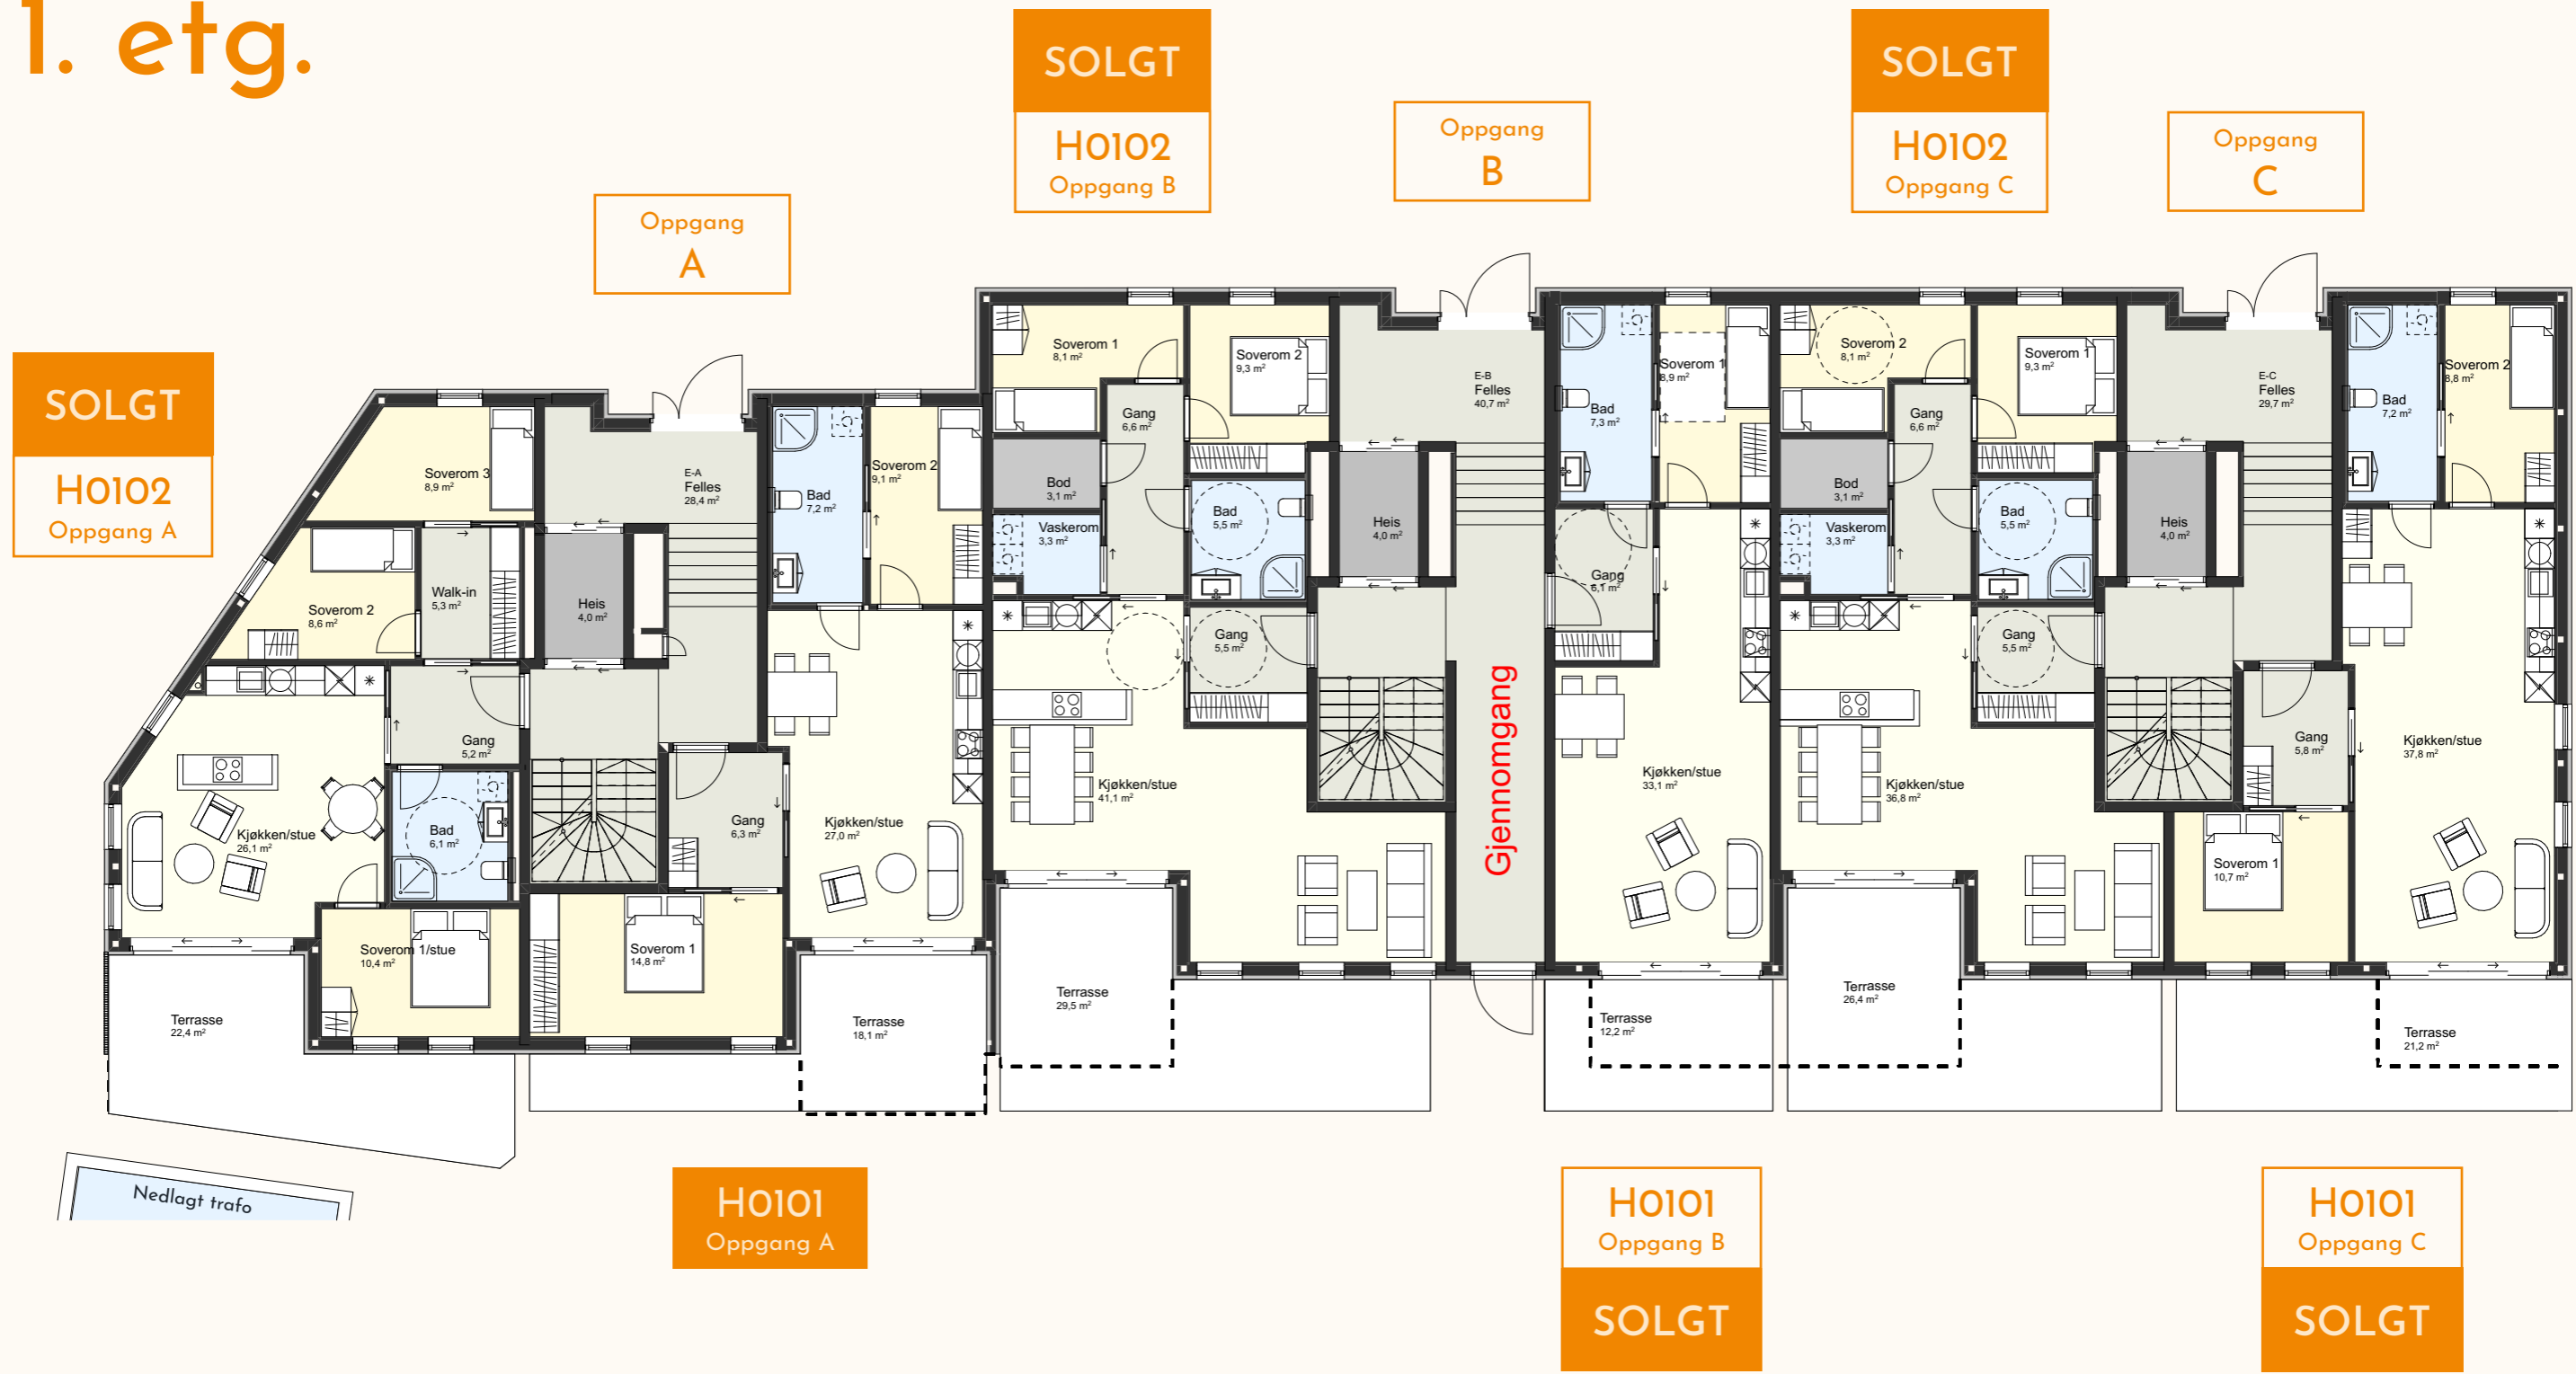 1. etg.
SOLGT
H0102
Oppgang B
Oppgang
B
SOLGT
H0102
Oppgang C
Oppgang
C
Oppgang
A
SOLGT
H0102
Oppgang A
Soverom 3
8,9 m²
Soverom 2
8,6 m²
Walk-in
5,3 m²
Heis
4,0 m²
E-A
Felles
28,4 m²
Gang
5,2 m²
Bad
6,1 m²
Kjøkken/stue
26,1 m²
Soverom 1/stue
10,4 m²
Terrasse
22,4 m²
Bad
7,2 m²
Soverom 2
9,1 m²
Gang
6,3 m²
Kjøkken/stue
27,0 m²
Soverom 1
14,8 m²
Terrasse
18,1 m²
Soverom 1
8,1 m²
Soverom 2
9,3 m²
Gang
6,6 m²
Bod
3,1 m²
Vaskerom
3,3 m²
Bad
5,5 m²
Gang
5,5 m²
Kjøkken/stue
41,1 m²
Terrasse
29,5 m²
E-B
Felles
40,7 m²
Heis
4,0 m²
Gjennomgang
Bad
7,3 m²
Soverom 1
8,9 m²
Gang
6,1 m²
Kjøkken/stue
33,1 m²
Terrasse
12,2 m²
Soverom 2
8,1 m²
Soverom 1
9,3 m²
Gang
6,6 m²
Bod
3,1 m²
Vaskerom
3,3 m²
Bad
5,5 m²
Gang
5,5 m²
Kjøkken/stue
36,8 m²
Terrasse
26,4 m²
E-C
Felles
29,7 m²
Heis
4,0 m²
Bad
7,2 m²
Soverom 2
8,8 m²
Gang
5,8 m²
Kjøkken/stue
37,8 m²
Soverom 1
10,7 m²
Terrasse
21,2 m²
Nedlagt trafo
H0101
Oppgang A
H0101
Oppgang B
SOLGT
H0101
Oppgang C
SOLGT